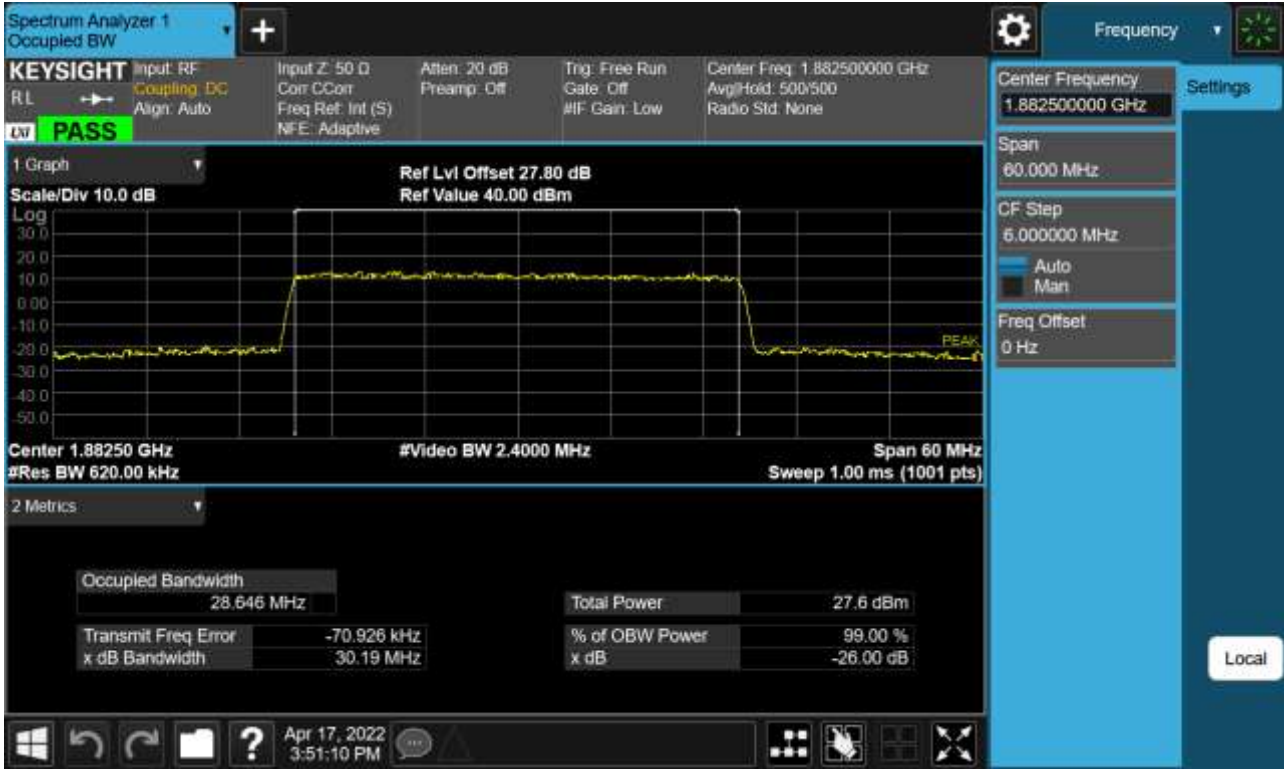 Spectrum Analyzer 1
Occupied BW
+
Frequency
KEYSIGHT
RL
LXI
PASS
Input: RF
Coupling: DC
Align: Auto
Input Z: 50 Ω
Corr CCorr
Freq Ref: Int (S)
NFE: Adaptive
Atten: 20 dB
Preamp: Off
Trig: Free Run
Gate: Off
#IF Gain: Low
Center Freq: 1.882500000 GHz
Avg|Hold: 500/500
Radio Std: None
1 Graph
Scale/Div 10.0 dB
Ref Lvl Offset 27.80 dB
Ref Value 40.00 dBm
Log
30.0
20.0
10.0
0.00
-10.0
-20.0
-30.0
-40.0
-50.0
PEAK
Center 1.88250 GHz
#Video BW 2.4000 MHz
Span 60 MHz
#Res BW 620.00 kHz
Sweep 1.00 ms (1001 pts)
2 Metrics
Occupied Bandwidth
28.646 MHz
Total Power 27.6 dBm
Transmit Freq Error -70.926 kHz
% of OBW Power 99.00 %
x dB Bandwidth 30.19 MHz
x dB -26.00 dB
Center Frequency
1.882500000 GHz
Settings
Span
60.000 MHz
CF Step
6.000000 MHz
Auto
Man
Freq Offset
0 Hz
Local
?
Apr 17, 2022
3:51:10 PM